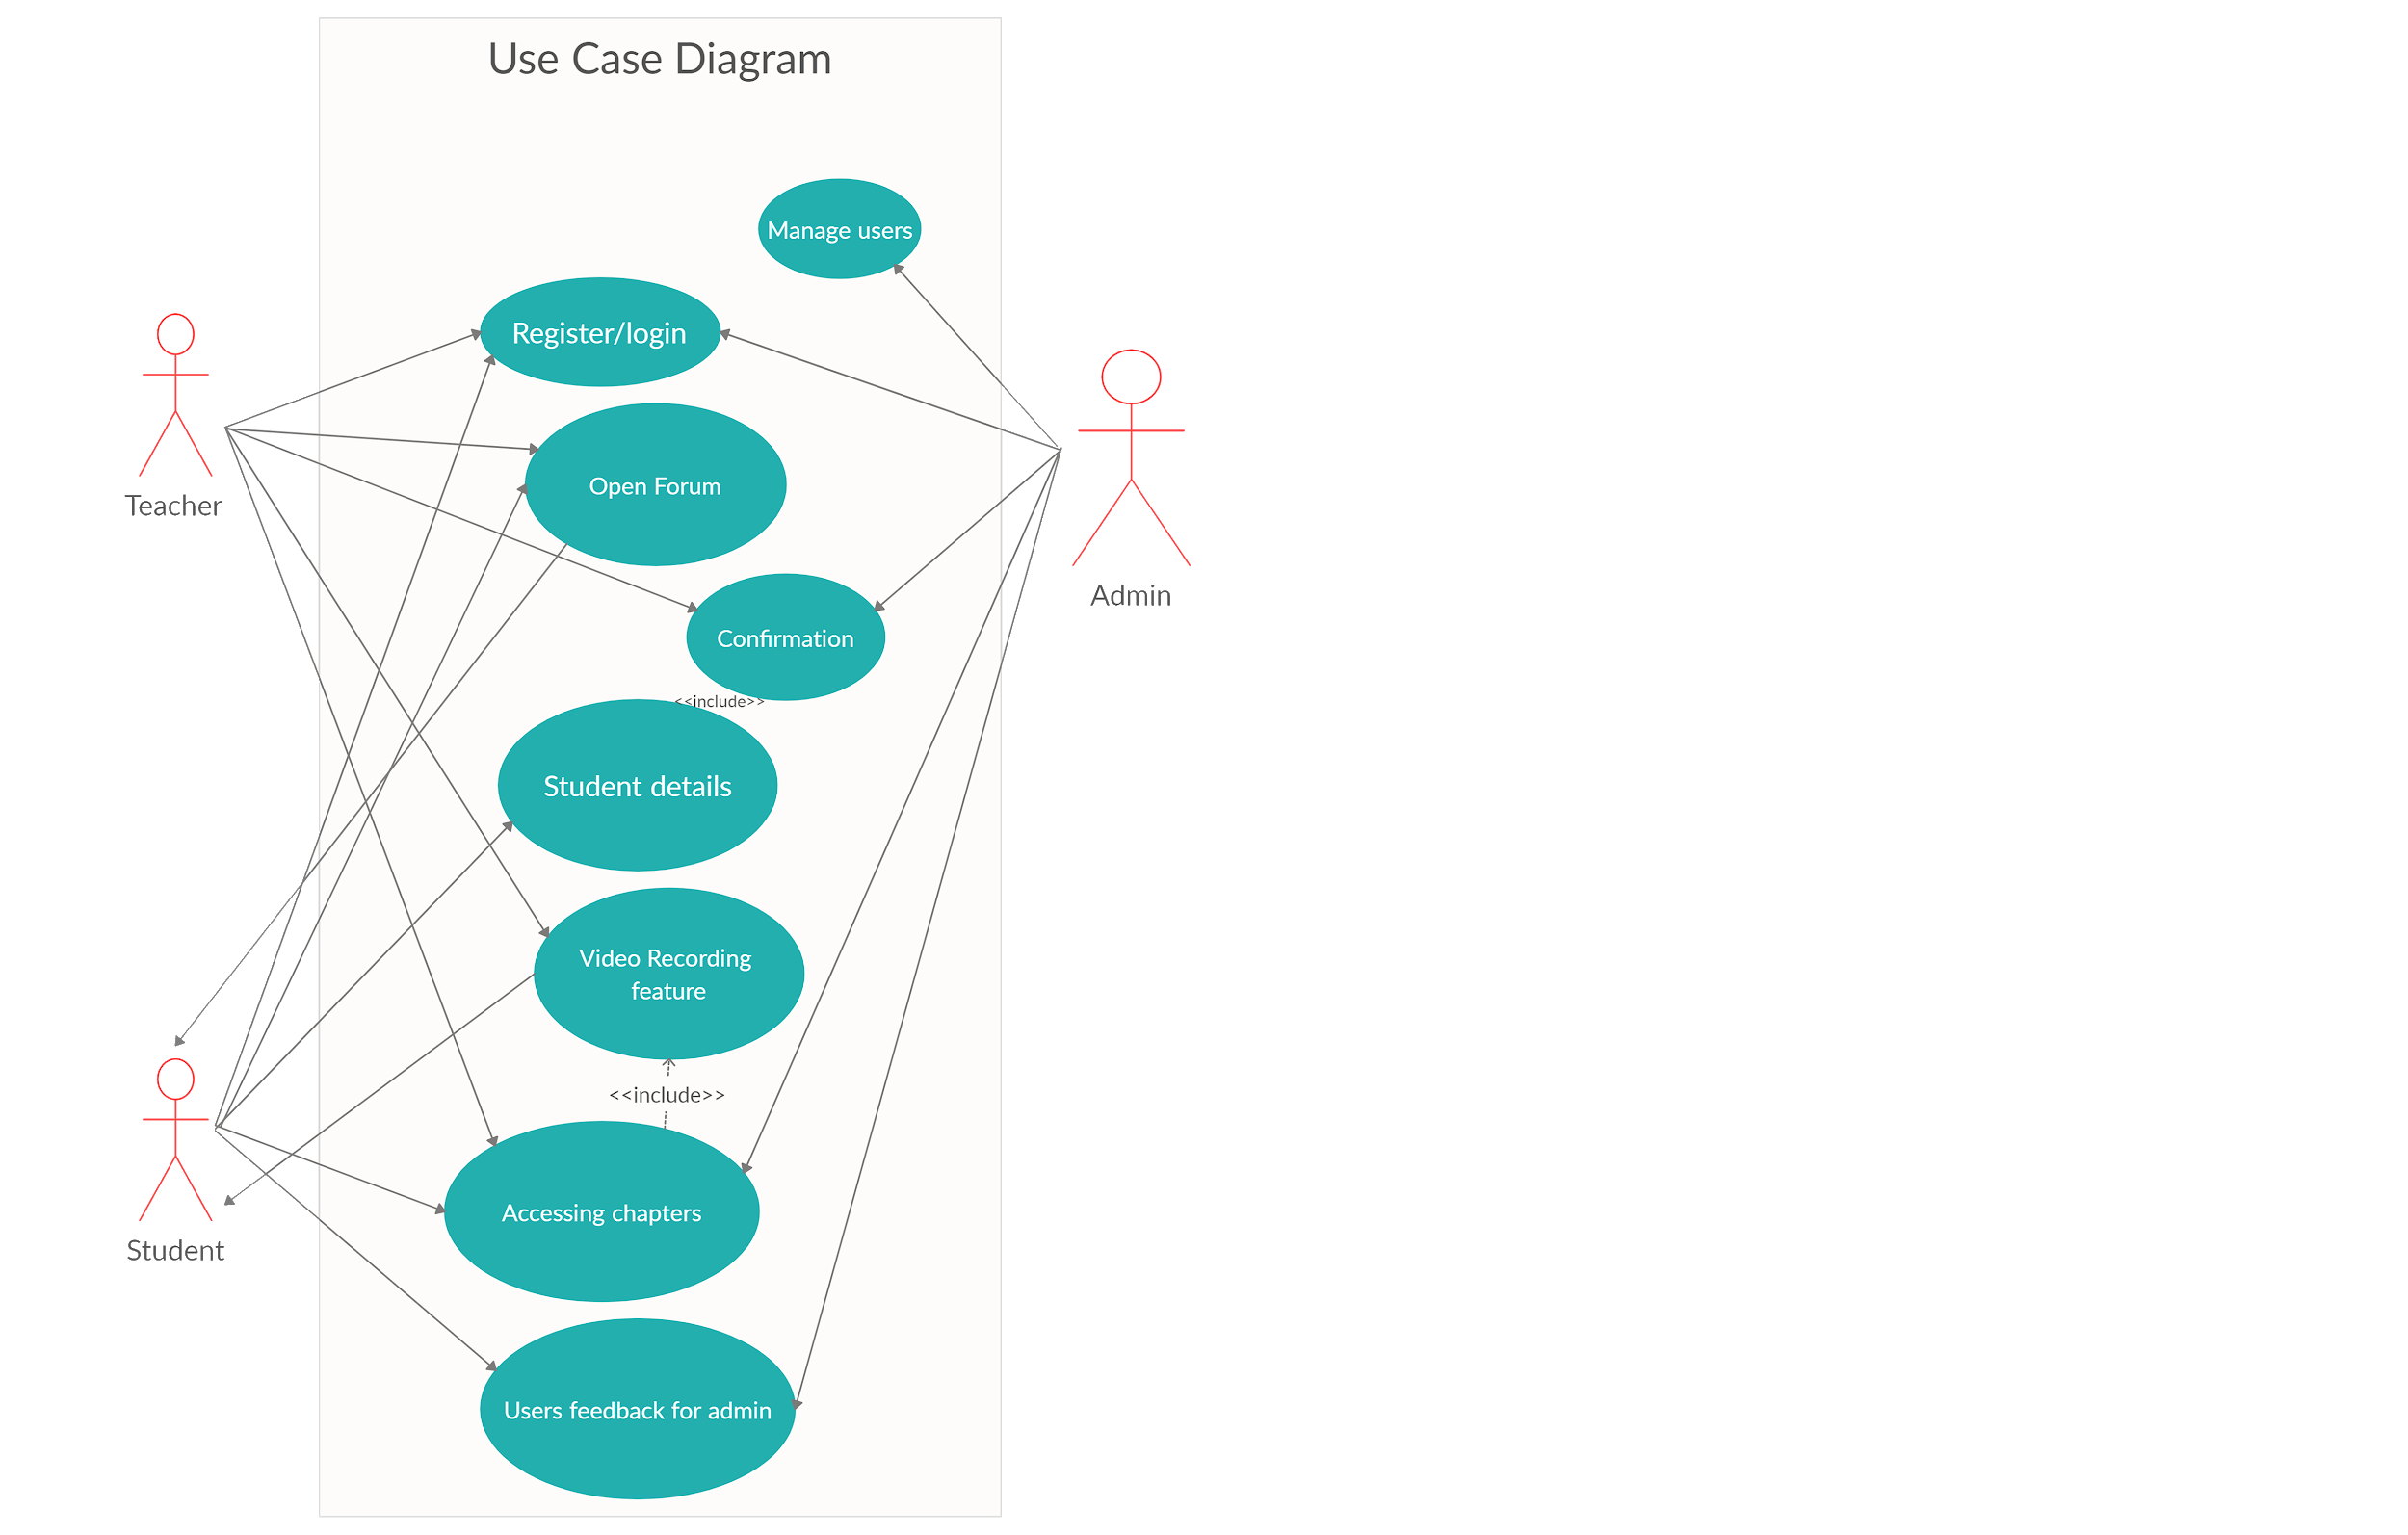 Use Case Diagram
Manage users
Register/login
Open Forum
Teacher
Admin
Confirmation
<<include>>
Student details
Video Recording
feature
<<include>>
Accessing chapters
Student
Users feedback for admin